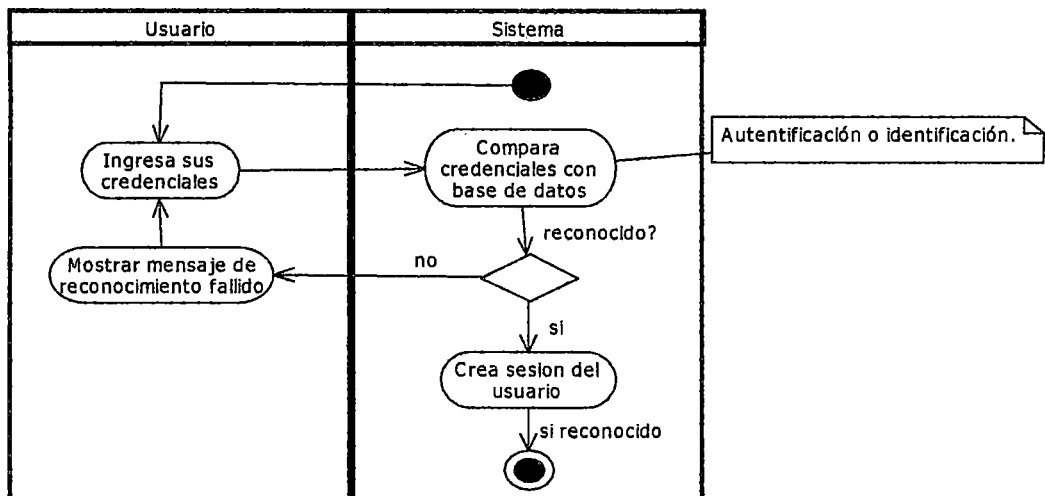 Usuario
Sistema
Ingresa sus
credenciales
Compara
credenciales con
base de datos
Autentificación o identificación.
reconocido?
Mostrar mensaje de
reconocimiento fallido
no
si
Crea sesion del
usuario
si reconocido